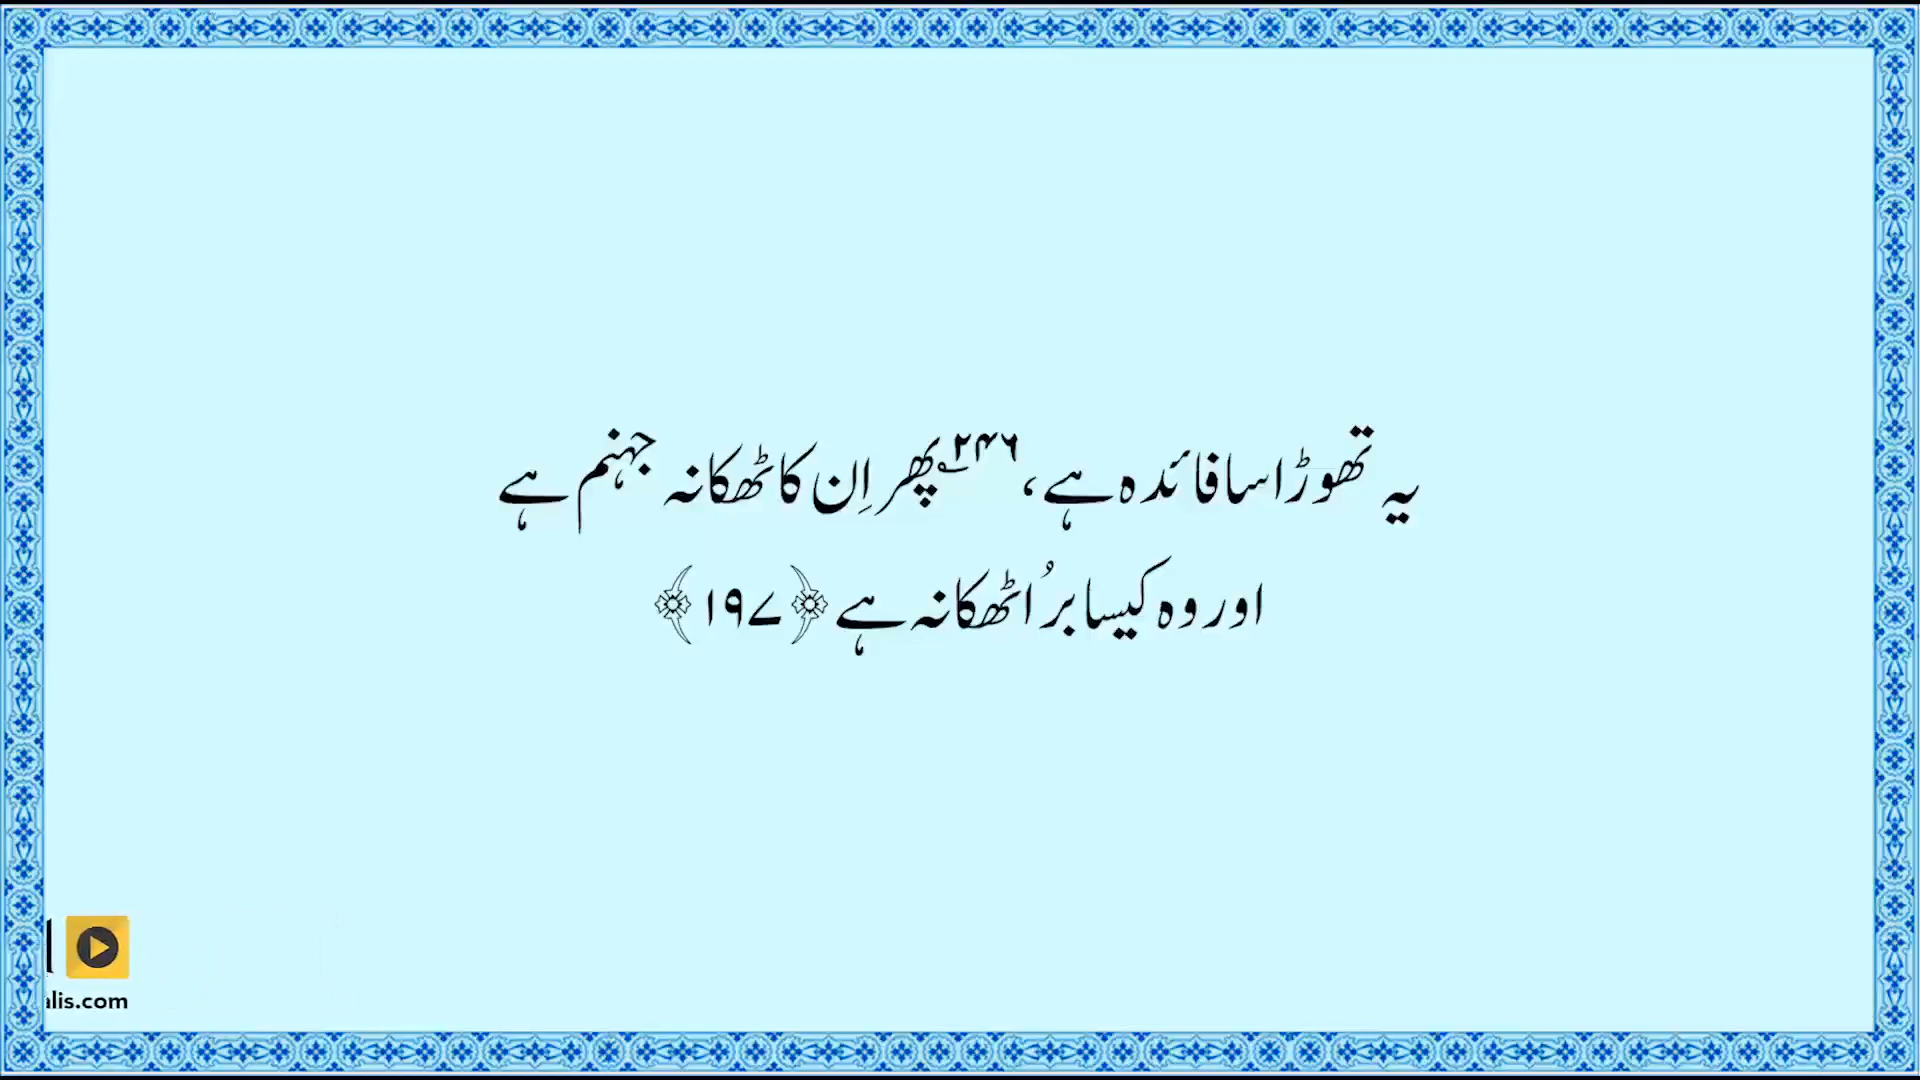 یہ تھوڑا سا فائدہ ہے، ۲۴۶؂ پھر اِن کا ٹھکانہ جہنم ہے
اور وہ کیسا برُا ٹھکانہ ہے ﴿۱۹۷﴾
alis.com